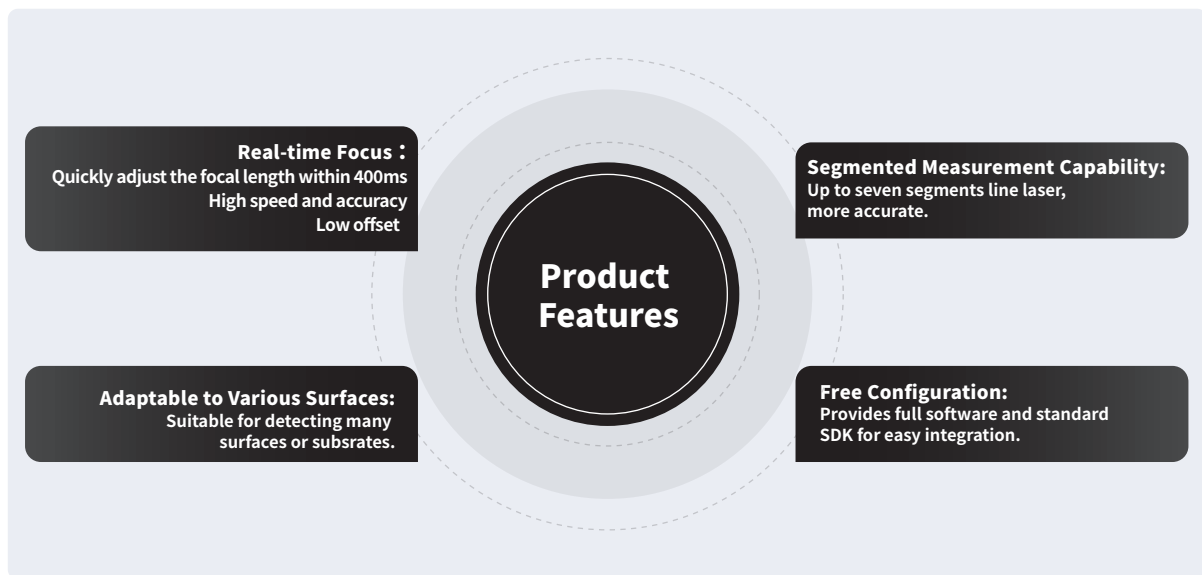 Real-time Focus：
Quickly adjust the focal length within 400ms
High speed and accuracy
Low offset
Segmented Measurement Capability:
Up to seven segments line laser,
more accurate.
Product
Features
Adaptable to Various Surfaces:
Suitable for detecting many
surfaces or subsrates.
Free Configuration:
Provides full software and standard
SDK for easy integration.